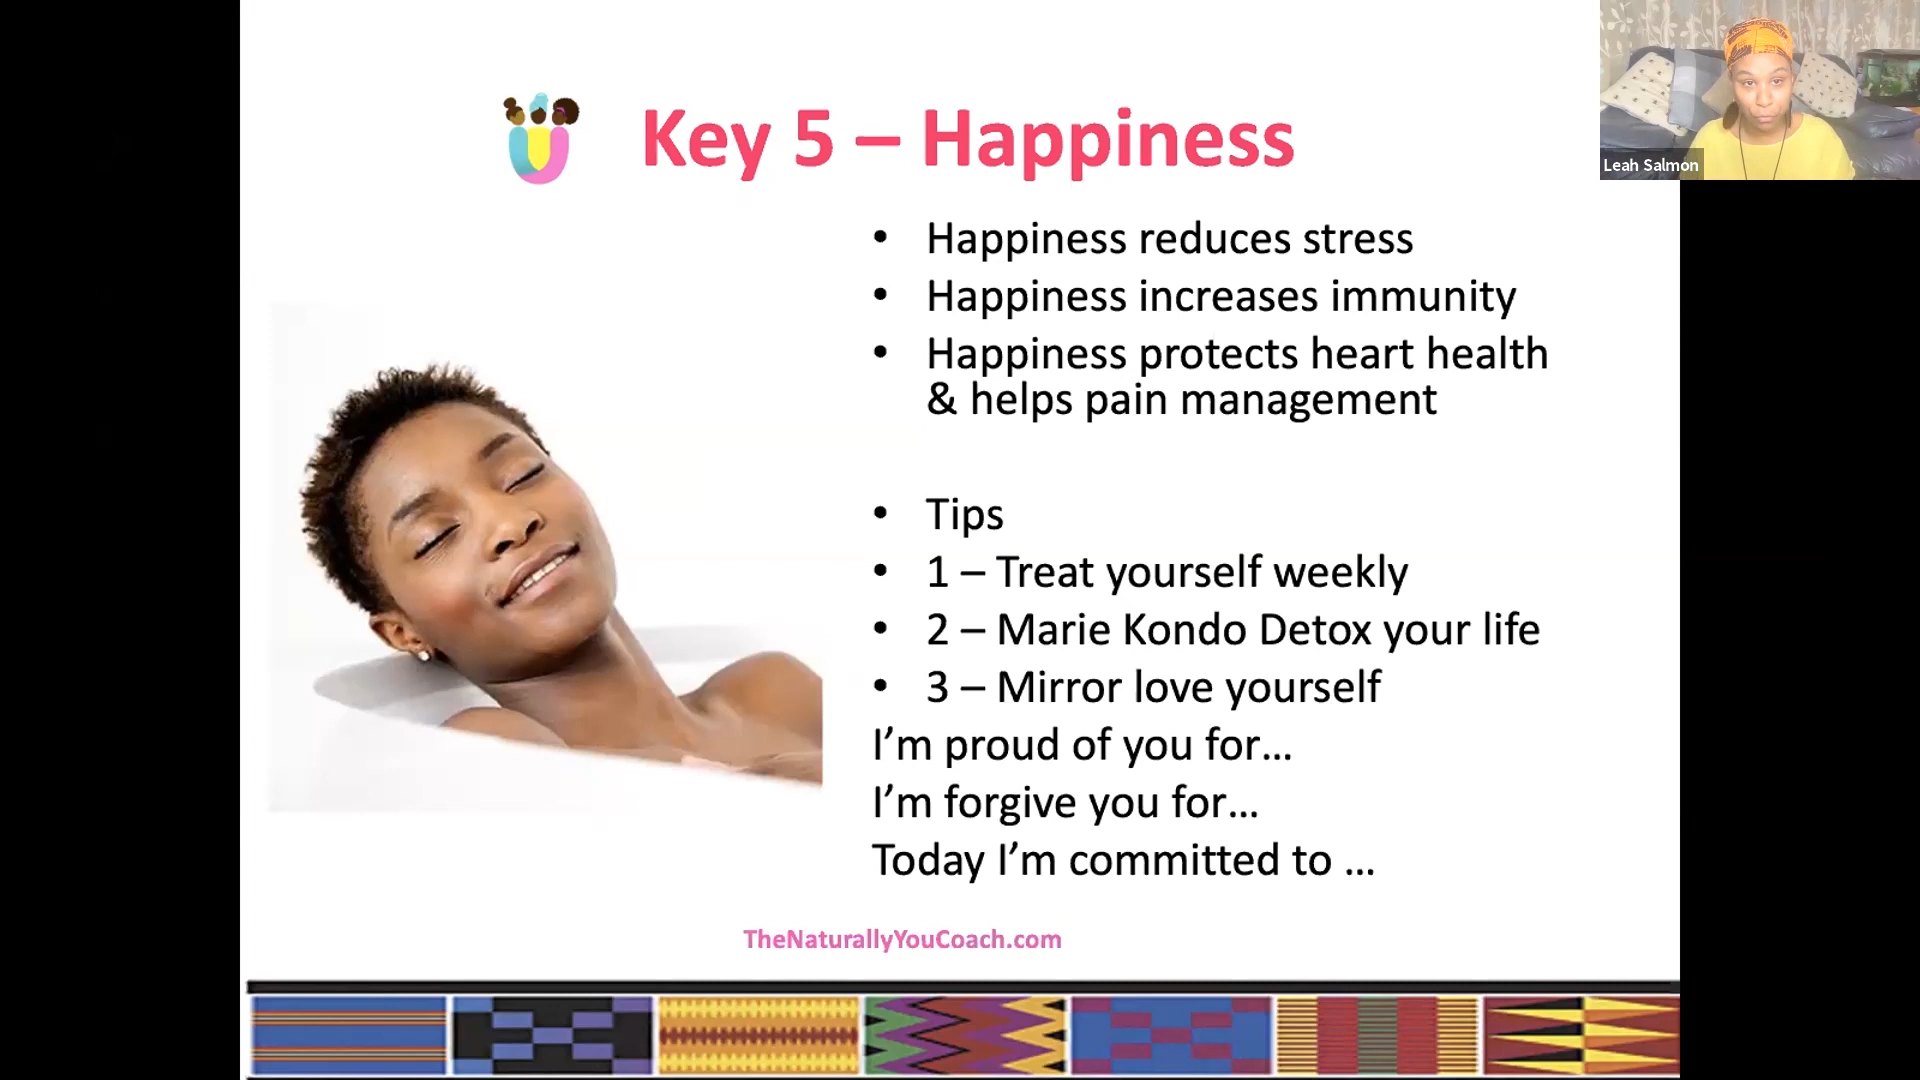 Key 5 – Happiness
Leah Salmon
• Happiness reduces stress
• Happiness increases immunity
• Happiness protects heart health
& helps pain management
• Tips
• 1 – Treat yourself weekly
• 2 – Marie Kondo Detox your life
• 3 – Mirror love yourself
I’m proud of you for…
I’m forgive you for…
Today I’m committed to …
TheNaturallyYouCoach.com